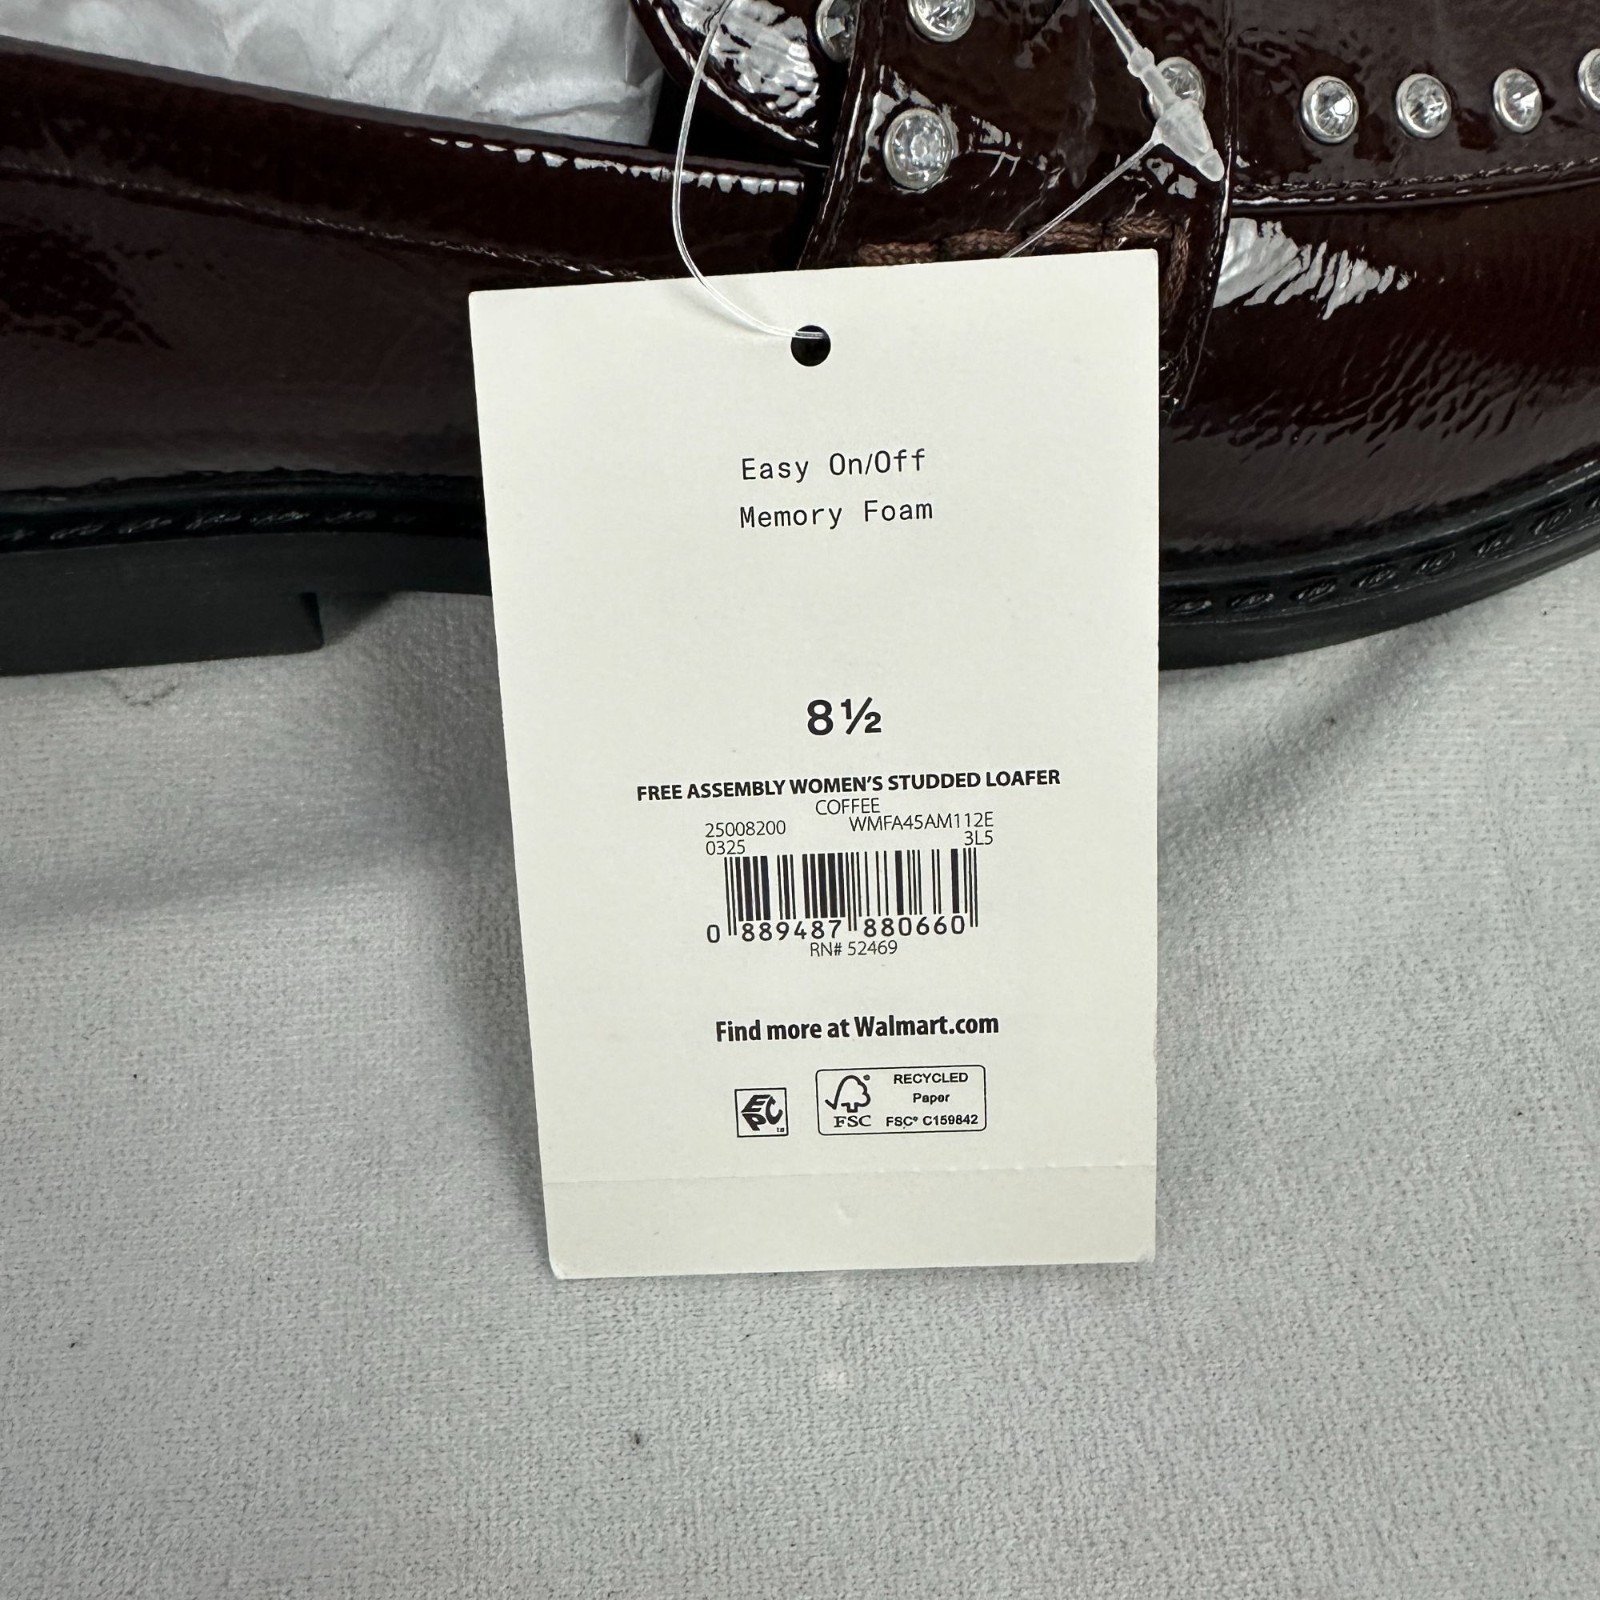 Easy On/Off
Memory Foam
8½
FREE ASSEMBLY WOMEN'S STUDDED LOAFER
COFFEE
25008200 WMFA45AM112E
0325 3L5
0 889487 880660
RN# 52469
Find more at Walmart.com
EPC
FSC
RECYCLED
Paper
FSC® C159842